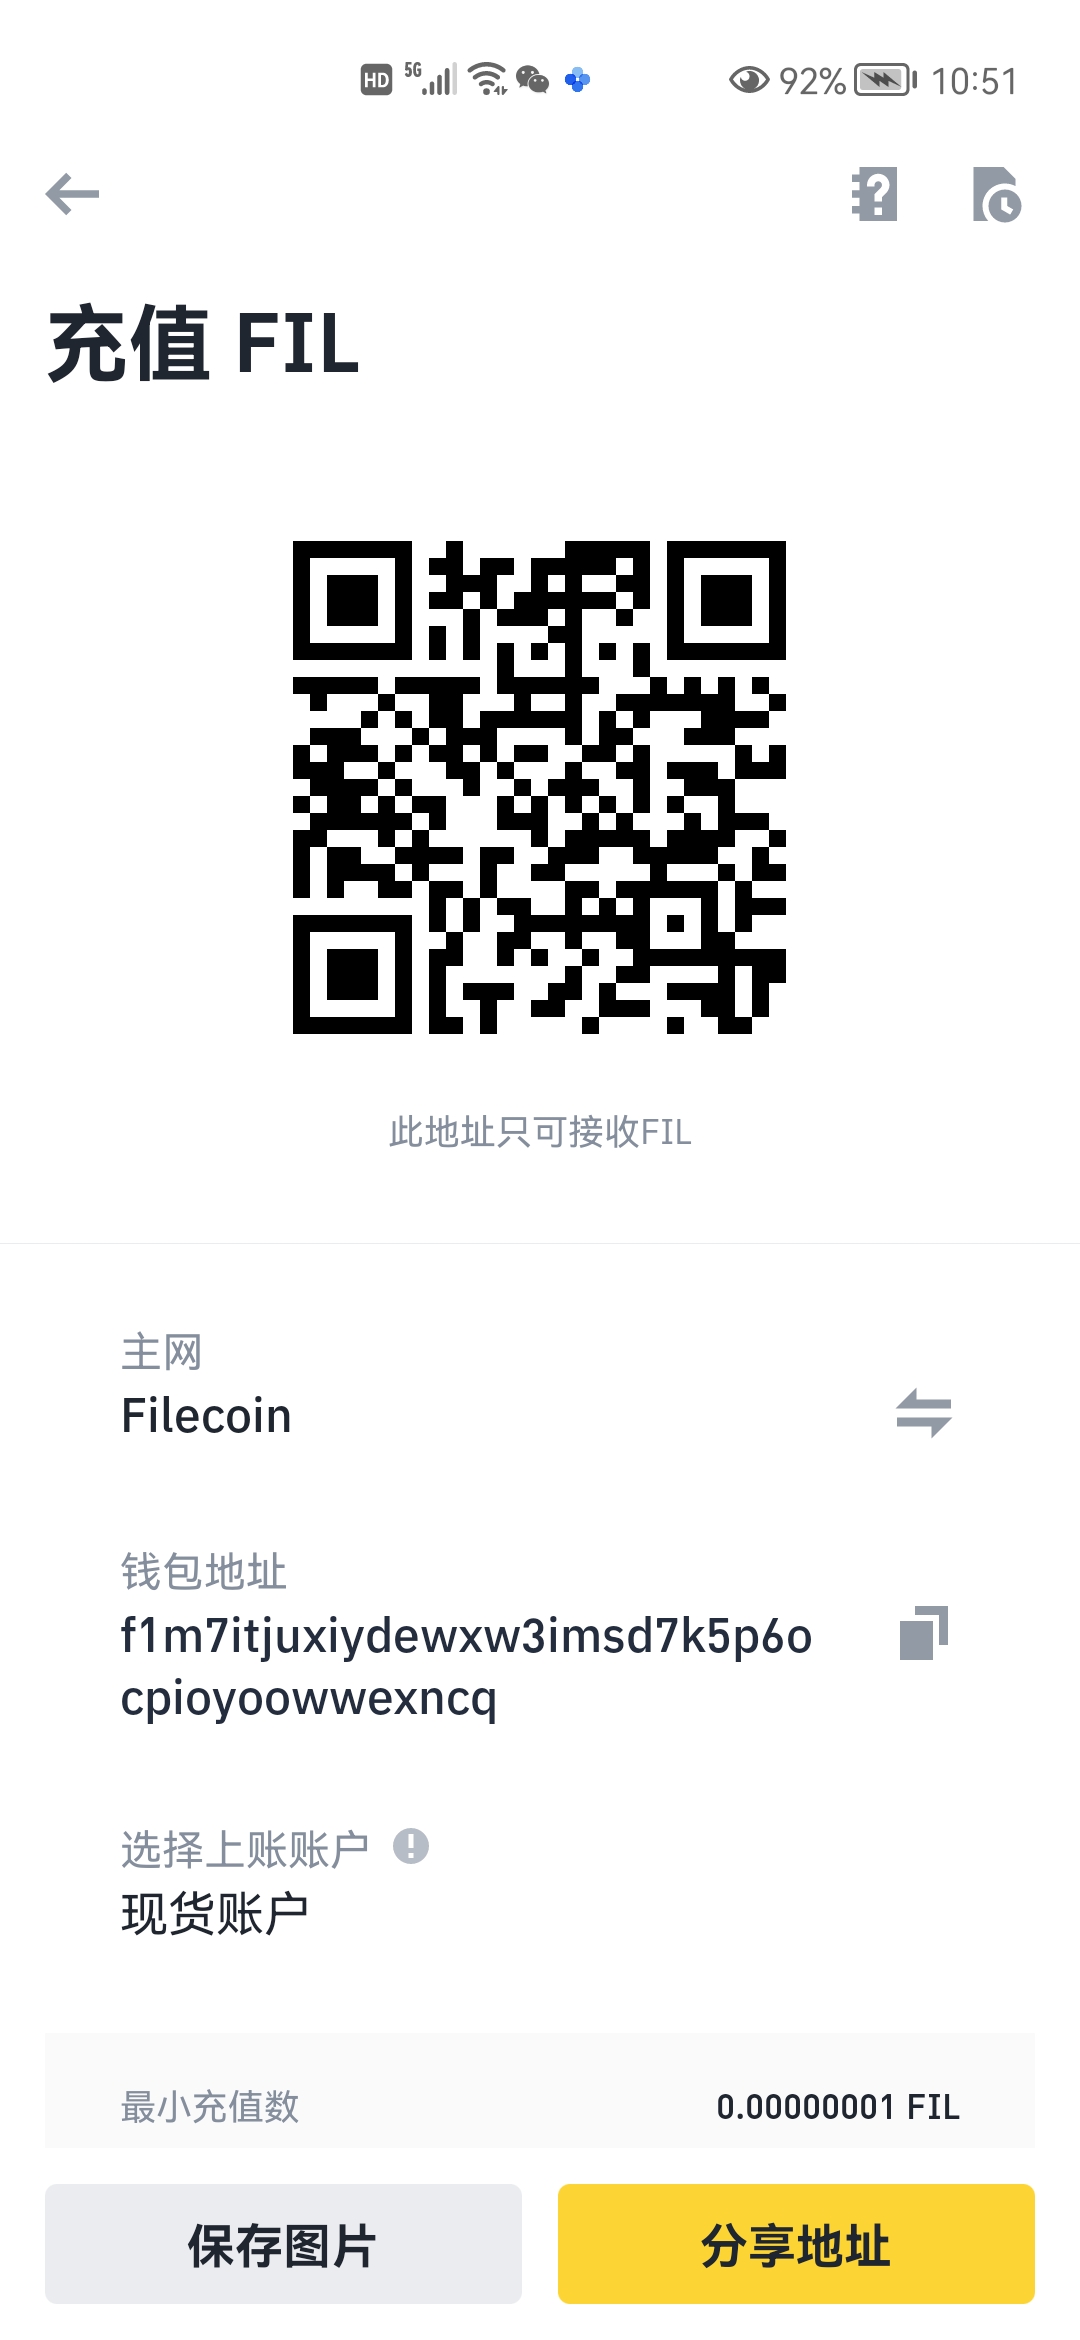 HD 5G 92% 10:51
充值 FIL
此地址只可接收FIL
主网
Filecoin
钱包地址
f1m7itjuxiydewxw3imsd7k5p6o
cpioyoowwexncq
选择上账账户
现货账户
最小充值数 0.00000001 FIL
保存图片 分享地址